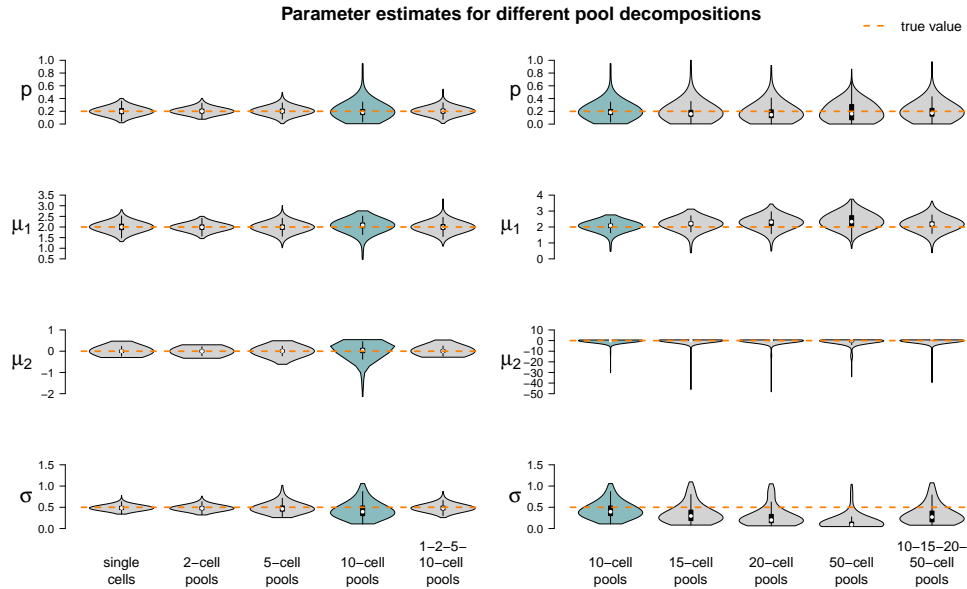 Parameter estimates for different pool decompositions
true value
p
1.0
0.8
0.6
0.4
0.2
0.0
p
1.0
0.8
0.6
0.4
0.2
0.0
μ1
3.5
3.0
2.5
2.0
1.5
1.0
0.5
μ1
4
3
2
1
0
μ2
1
0
−1
−2
μ2
10
0
−10
−20
−30
−40
−50
σ
1.5
1.0
0.5
0.0
σ
1.5
1.0
0.5
0.0
single
cells
2−cell
pools
5−cell
pools
10−cell
pools
1−2−5−
10−cell
pools
10−cell
pools
15−cell
pools
20−cell
pools
50−cell
pools
10−15−20−
50−cell
pools